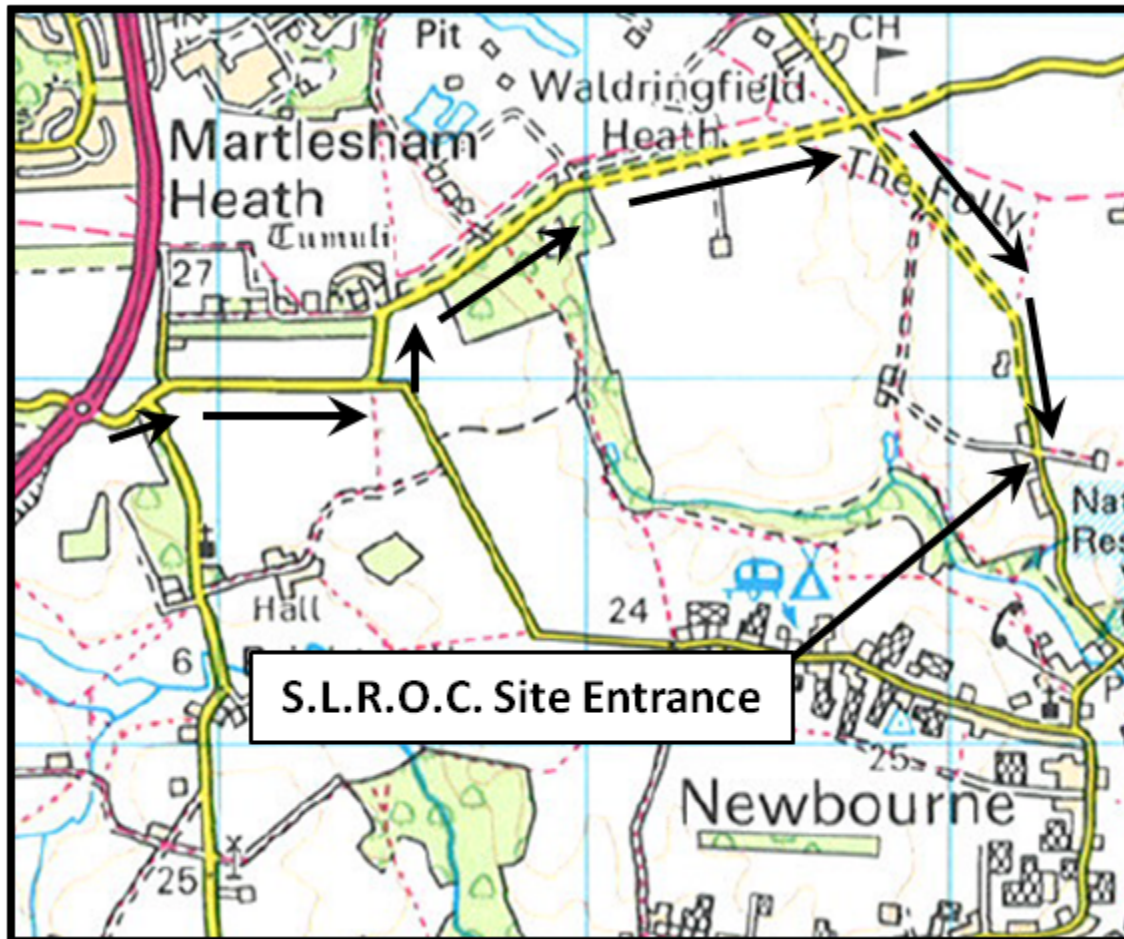 Pit
CH
Waldringfield
Heath
Martlesham
Heath
Tumuli
The Folly
27
Nat
Res
Hall
24
6
S.L.R.O.C. Site Entrance
P
25
Newbourne
25